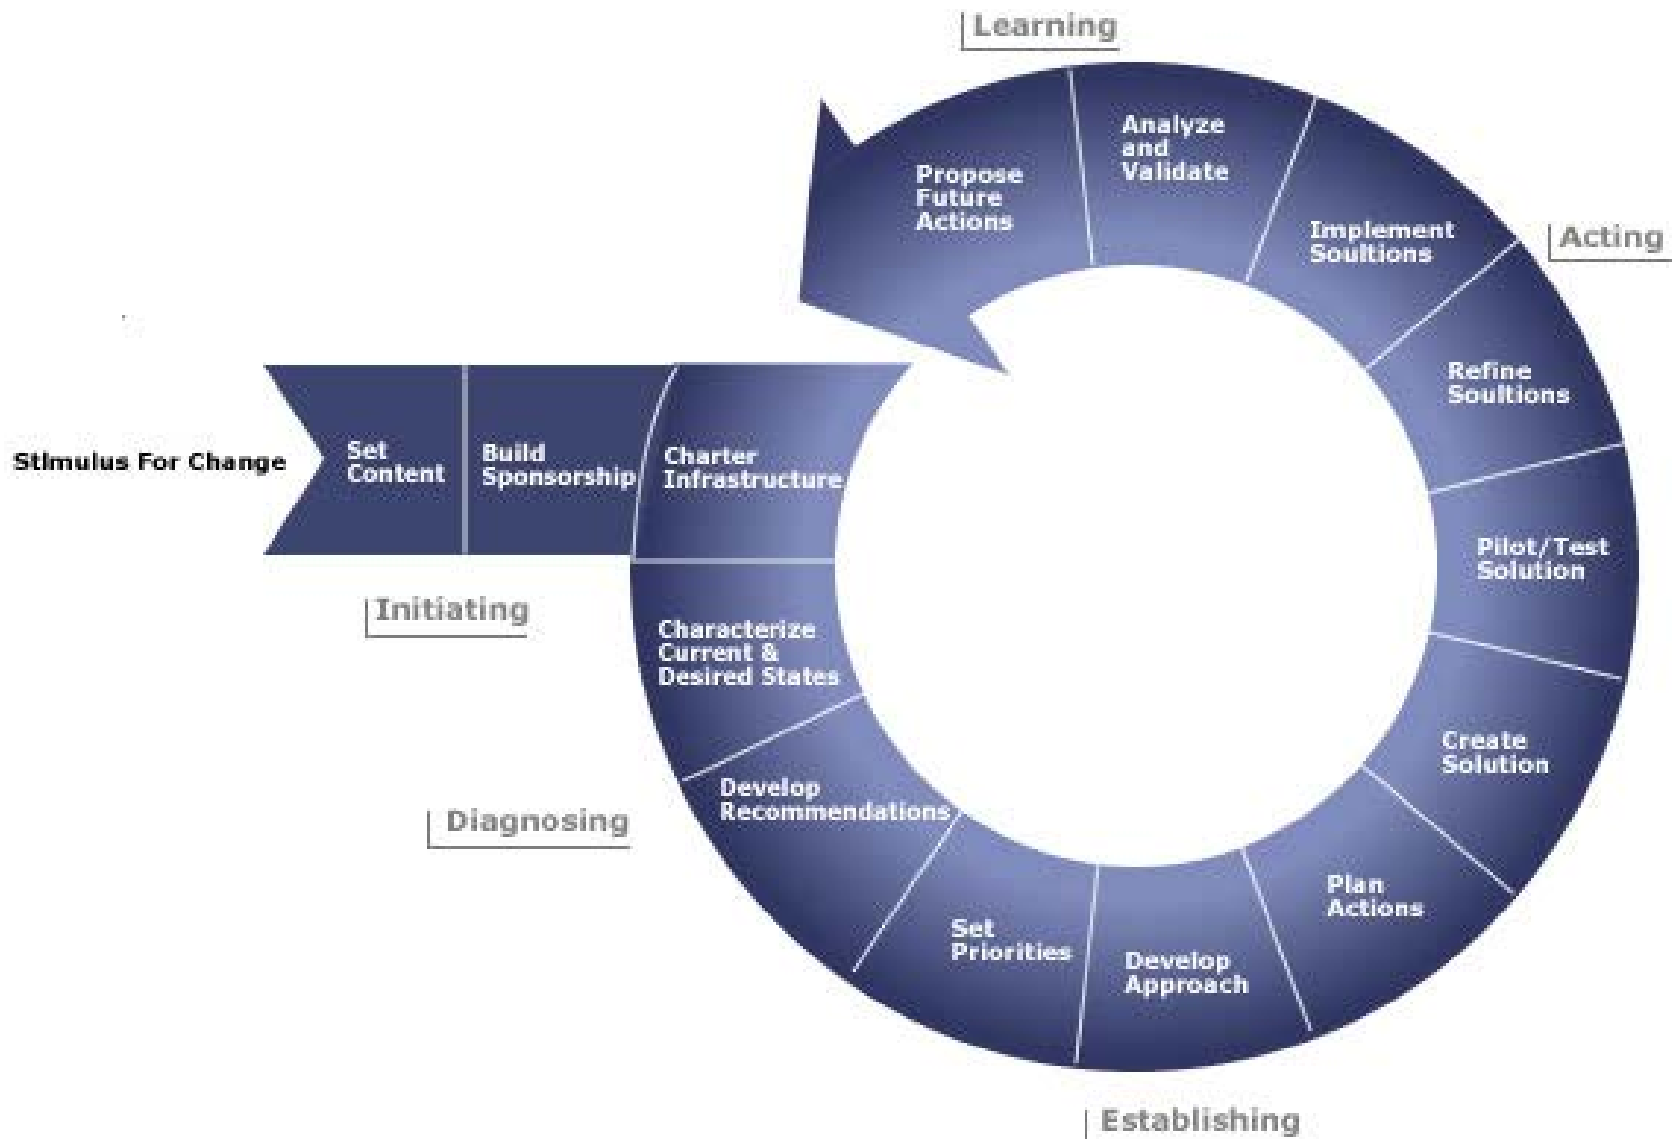 Learning
Analyze
and
Validate
Propose
Future
Actions
Implement
Soultions
Acting
Refine
Soultions
Stimulus For Change
Set
Content
Build
Sponsorship
Charter
Infrastructure
Pilot/Test
Solution
Initiating
Characterize
Current &
Desired States
Create
Solution
Develop
Recommendations
Diagnosing
Plan
Actions
Set
Priorities
Develop
Approach
Establishing